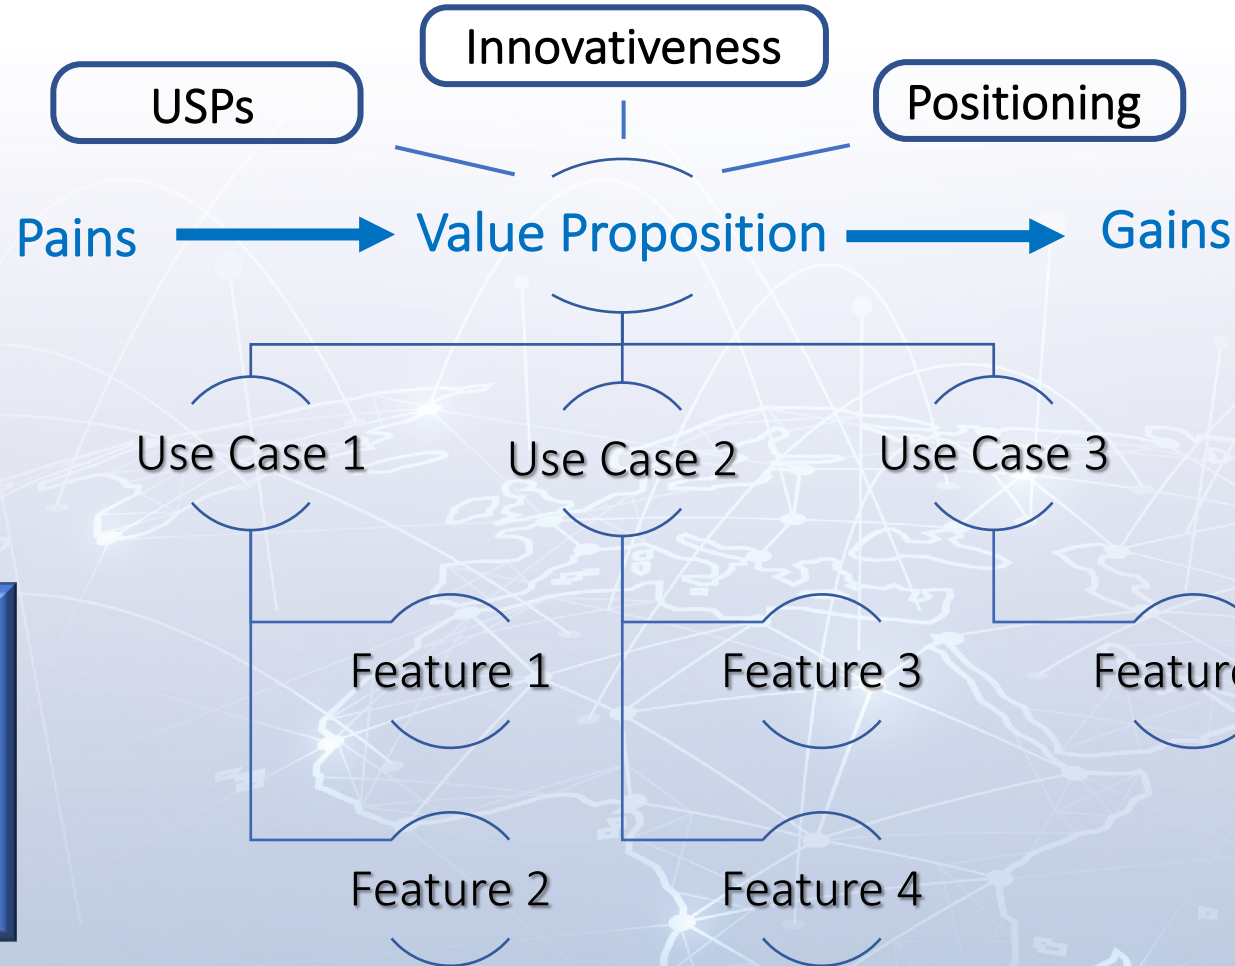 Innovativeness
USPs
Positioning
Pains
Value Proposition
Gains
Use Case 1
Use Case 2
Use Case 3
Feature 1
Feature 3
Feature 2
Feature 4